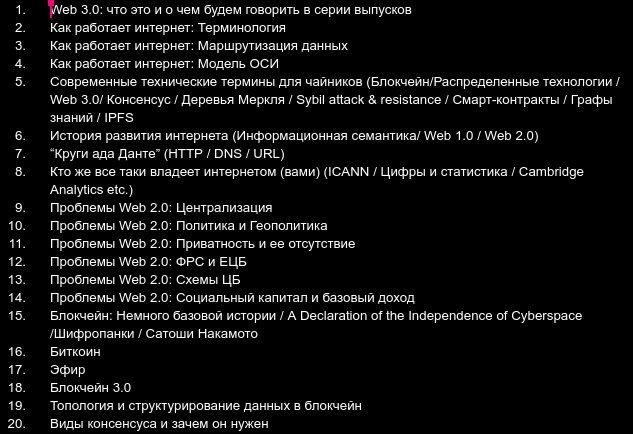 1. Web 3.0: что это и о чем будем говорить в серии выпусков
2. Как работает интернет: Терминология
3. Как работает интернет: Маршрутизация данных
4. Как работает интернет: Модель ОСИ
5. Современные технические термины для чайников (Блокчейн/Распределенные технологии /
Web 3.0/ Консенсус / Деревья Меркля / Sybil attack & resistance / Смарт-контракты / Графы
знаний / IPFS
6. История развития интернета (Информационная семантика/ Web 1.0 / Web 2.0)
7. “Круги ада Данте” (HTTP / DNS / URL)
8. Кто же все таки владеет интернетом (вами) (ICANN / Цифры и статистика / Cambridge
Analytics etc.)
9. Проблемы Web 2.0: Централизация
10. Проблемы Web 2.0: Политика и Геополитика
11. Проблемы Web 2.0: Приватность и ее отсутствие
12. Проблемы Web 2.0: ФРС и ЕЦБ
13. Проблемы Web 2.0: Схемы ЦБ
14. Проблемы Web 2.0: Социальный капитал и базовый доход
15. Блокчейн: Немного базовой истории / A Declaration of the Independence of Cyberspace
/Шифропанки / Сатоши Накамото
16. Биткоин
17. Эфир
18. Блокчейн 3.0
19. Топология и структурирование данных в блокчейн
20. Виды консенсуса и зачем он нужен